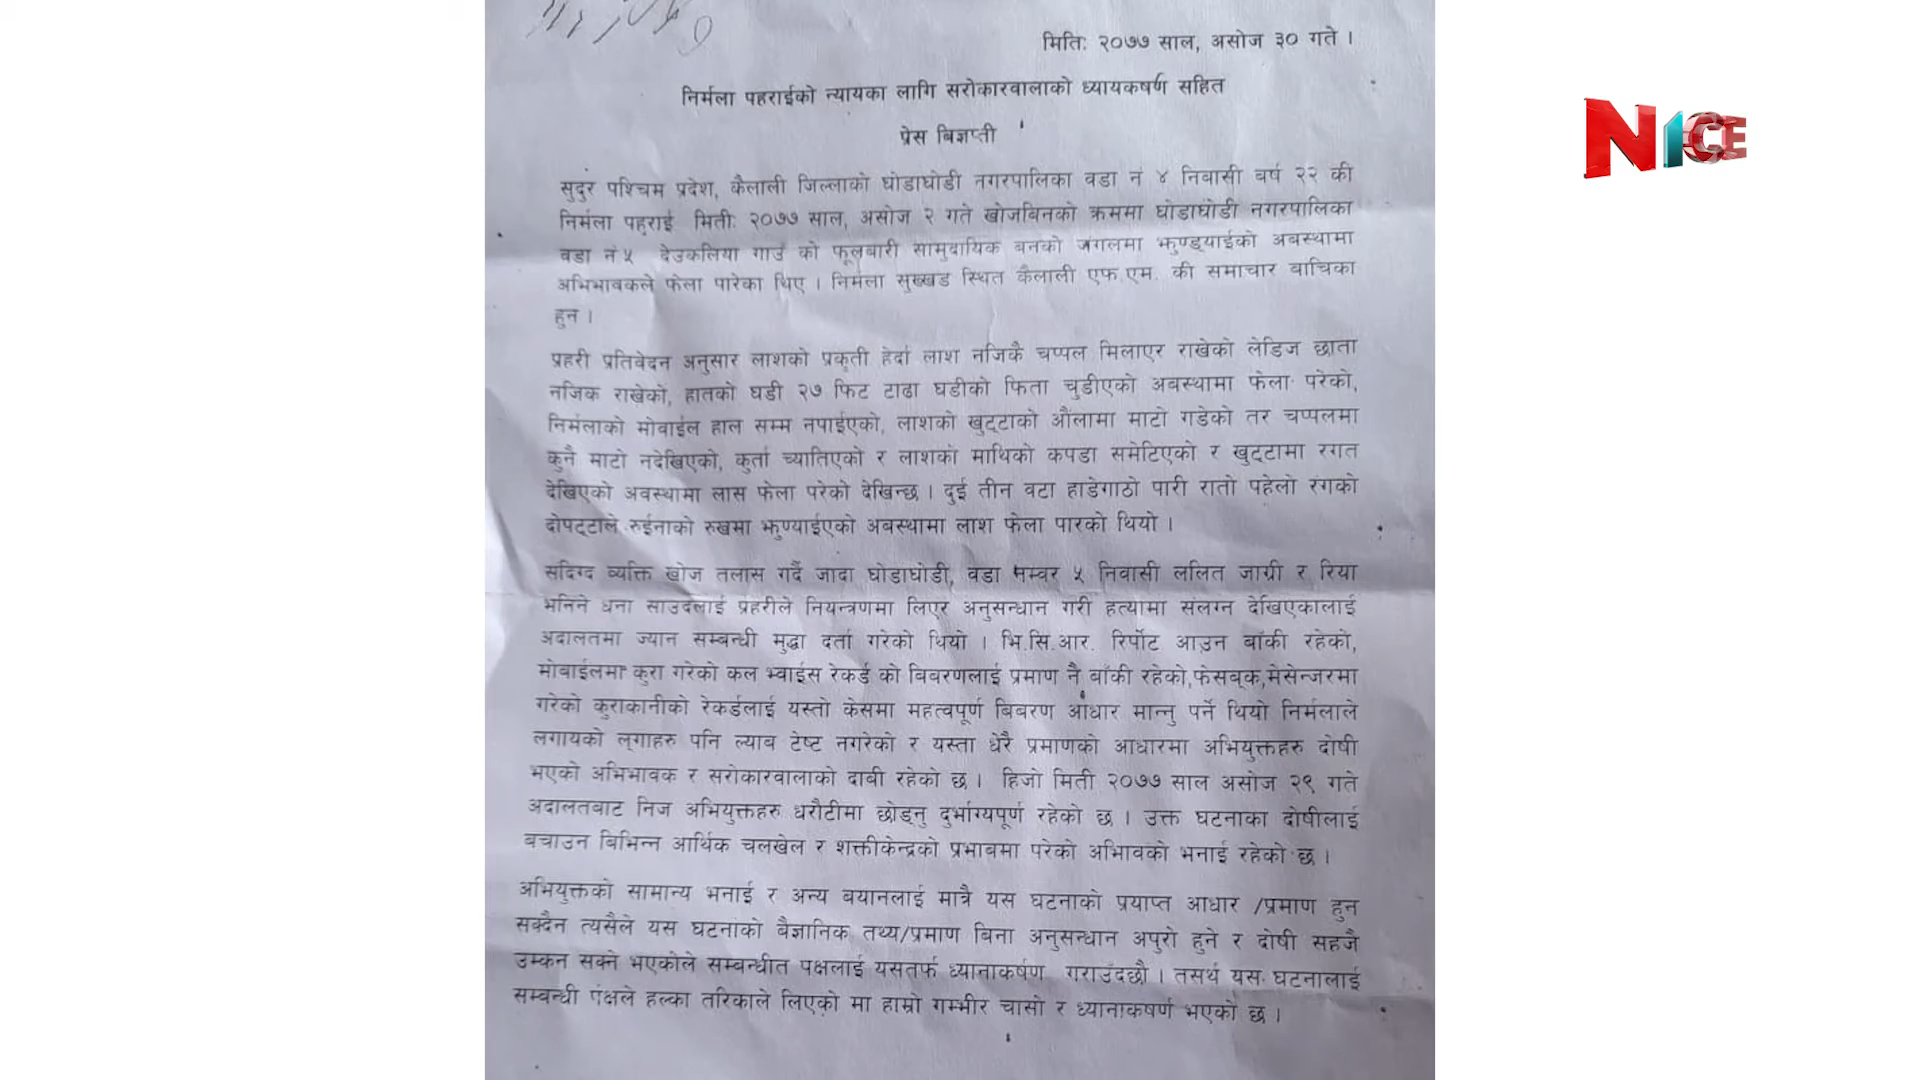 मितिः २०७७ साल, असोज ३० गते ।
निर्मला पहराईको न्यायका लागि सरोकारवालाको ध्यायकषर्ण सहित
प्रेस बिज्ञप्ती
NICE
सुदुर पश्चिम प्रदेश, कैलाली जिल्लाको घोडाघोडी नगरपालिका वडा नं ४ निवासी बर्ष २२ की
निर्मला पहराई मितीः २०७७ साल, असोज २ गते खोजबिनको क्रममा घोडाघोडी नगरपालिका
वडा नं ५ देउकलिया गाउँ को फूलबारी सामुदायिक बनको जंगलमा झुण्ड्याईको अबस्थामा
अभिभावकले फेला पारेका थिए । निर्मला सुख्खड स्थित कैलाली एफ.एम. की समाचार बाचिका
हुन ।
प्रहरी प्रतिवेदन अनुसार लाशको प्रकृती हेर्दा लाश नजिकै चप्पल मिलाएर राखेको लेडिज छाता
नजिक राखेको, हातको घडी २७ फिट टाढा घडीको फिता चुडीएको अबस्थामा फेला परेको,
निर्मलाको मोवाईल हाल सम्म नपाईएको, लाशको खुट्टाको औंलामा माटो गडेको तर चप्पलमा
कुनै माटो नदेखिएको, कुर्ता च्यातिएको र लाशको माथिको कपडा समेटिएको र खुट्टामा रगत
देखिएको अवस्थामा लास फेला परेको देखिन्छ । दुई तीन वटा हाडेगाठो पारी रातो पहेलो रंगको
दोपट्टाले रुईनाको रुखमा झुण्याईएको अबस्थामा लाश फेला पारको थियो ।
संदिग्द व्यक्ति खोज तलास गर्दै जादा घोडाघोडी, वडा नम्वर ५ निवासी ललित जाग्री र रिया
भनिने धना साउदलाई प्रहरीले नियन्त्रणमा लिएर अनुसन्धान गरी हत्यामा संलग्न देखिएकालाई
अदालतमा ज्यान सम्बन्धी मुद्धा दर्ता गरेको थियो । भि.सि.आर. रिर्पोट आउन बाँकी रहेको,
मोबाईलमा कुरा गरेको कल भ्वाईस रेकर्ड को बिबरणलाई प्रमाण नै बाँकी रहेको,फेसबुक,मेसेन्जरमा
गरेको कुराकानीको रेकर्डलाई यस्तो केसमा महत्वपूर्ण बिबरण आधार मान्नु पर्ने थियो निर्मलाले
लगायको लुगाहरु पनि ल्याब टेष्ट नगरेको र यस्ता धेरै प्रमाणको आधारमा अभियुक्तहरु दोषी
भएको अभिभावक र सरोकारवालाको दाबी रहेको छ । हिजो मिती २०७७ साल असोज २९ गते
अदालतबाट निज अभियुक्तहरु धरौटीमा छोड्नु दुर्भाग्यपूर्ण रहेको छ । उक्त घटनाका दोषीलाई
बचाउन बिभिन्न आर्थिक चलखेल र शक्तीकेन्द्रको प्रभाबमा परेको अभिावको भनाई रहेको छ ।
अभियुक्तको सामान्य भनाई र अन्य बयानलाई मात्रै यस घटनाको प्रयाप्त आधार /प्रमाण हुन
सक्दैन त्यसैले यस घटनाको बैज्ञानिक तथ्य/प्रमाण बिना अनुसन्धान अपुरो हुने र दोषी सहजै
उम्कन सक्ने भएकोले सम्बन्धीत पक्षलाई यसतर्फ ध्यानाकर्षण गराउँदछौ । तसर्थ यस घटनालाई
सम्बन्धी पंक्षले हल्का तरिकाले लिएको मा हाम्रो गम्भीर चासो र ध्यानाकषर्ण भएको छ ।